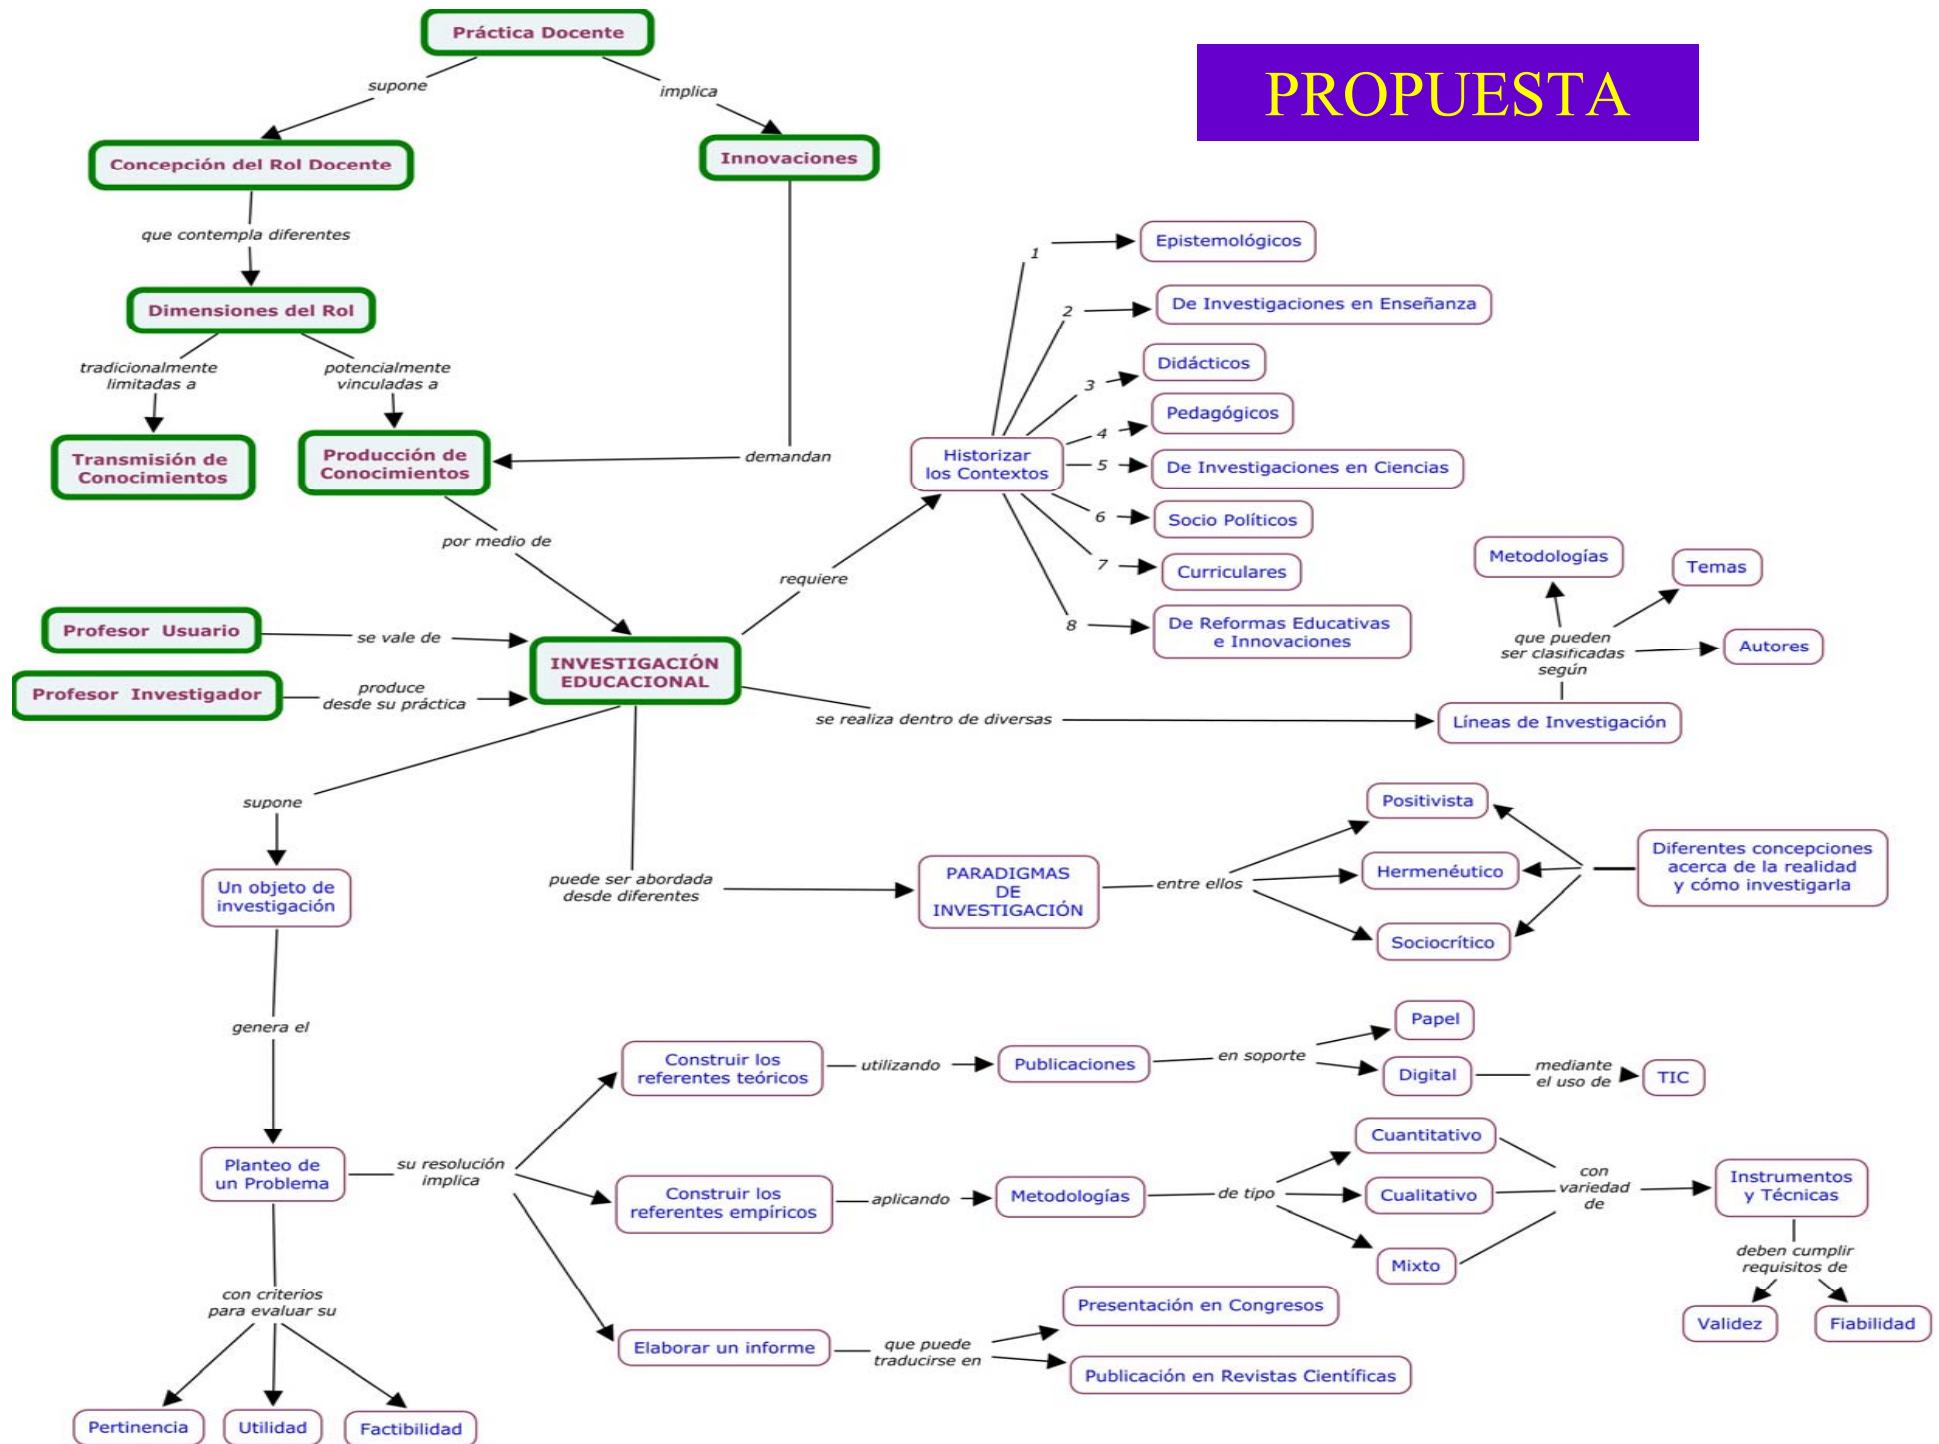 Práctica Docente
PROPUESTA
supone
implica
Concepción del Rol Docente
Innovaciones
que contempla diferentes
Dimensiones del Rol
tradicionalmente
limitadas a
potencialmente
vinculadas a
Transmisión de
Conocimientos
Producción de
Conocimientos
demandan
por medio de
Profesor Usuario
se vale de
Profesor Investigador
produce
desde su práctica
INVESTIGACIÓN
EDUCACIONAL
requiere
Historizar
los Contextos
1
Epistemológicos
2
De Investigaciones en Enseñanza
3
Didácticos
4
Pedagógicos
5
De Investigaciones en Ciencias
6
Socio Políticos
7
Curriculares
8
De Reformas Educativas
e Innovaciones
Metodologías
Temas
Autores
que pueden
ser clasificadas
según
se realiza dentro de diversas
Líneas de Investigación
supone
Un objeto de
investigación
puede ser abordada
desde diferentes
PARADIGMAS
DE
INVESTIGACIÓN
entre ellos
Positivista
Hermenéutico
Sociocrítico
Diferentes concepciones
acerca de la realidad
y cómo investigarla
genera el
Planteo de
un Problema
su resolución
implica
Construir los
referentes teóricos
utilizando
Publicaciones
en soporte
Papel
Digital
mediante
el uso de
TIC
Construir los
referentes empíricos
aplicando
Metodologías
de tipo
Cuantitativo
Cualitativo
Mixto
con
variedad
de
Instrumentos
y Técnicas
deben cumplir
requisitos de
Validez
Fiabilidad
Elaborar un informe
que puede
traducirse en
Presentación en Congresos
Publicación en Revistas Científicas
con criterios
para evaluar su
Pertinencia
Utilidad
Factibilidad